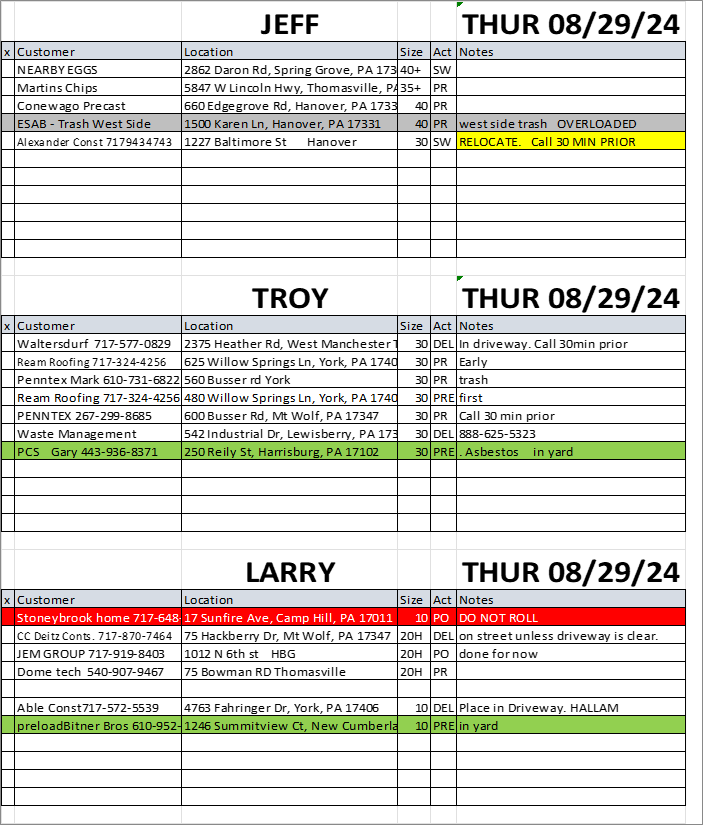 JEFF THUR 08/29/24
x Customer Location Size Act Notes
NEARBY EGGS 2862 Daron Rd, Spring Grove, PA 173 40+ SW
Martins Chips 5847 W Lincoln Hwy, Thomasville, PA 35+ PR
Conewago Precast 660 Edgegrove Rd, Hanover, PA 1733 40 PR
ESAB - Trash West Side 1500 Karen Ln, Hanover, PA 17331 40 PR west side trash OVERLOADED
Alexander Const 7179434743 1227 Baltimore St Hanover 30 SW RELOCATE. Call 30 MIN PRIOR
TROY THUR 08/29/24
x Customer Location Size Act Notes
Waltersdurf 717-577-0829 2375 Heather Rd, West Manchester T 30 DEL In driveway. Call 30min prior
Ream Roofing 717-324-4256 625 Willow Springs Ln, York, PA 1740 30 PR Early
Penntex Mark 610-731-6822 560 Busser rd York 30 PR trash
Ream Roofing 717-324-4256 480 Willow Springs Ln, York, PA 1740 30 PRE first
PENNTEX 267-299-8685 600 Busser Rd, Mt Wolf, PA 17347 30 PR Call 30 min prior
Waste Management 542 Industrial Dr, Lewisberry, PA 173 30 DEL 888-625-5323
PCS Gary 443-936-8371 250 Reily St, Harrisburg, PA 17102 30 PRE . Asbestos in yard
LARRY THUR 08/29/24
x Customer Location Size Act Notes
Stoneybrook home 717-648- 17 Sunfire Ave, Camp Hill, PA 17011 10 PO DO NOT ROLL
CC Deitz Conts. 717-870-7464 75 Hackberry Dr, Mt Wolf, PA 17347 20H DEL on street unless driveway is clear.
JEM GROUP 717-919-8403 1012 N 6th st HBG 20H PO done for now
Dome tech 540-907-9467 75 Bowman RD Thomasville 20H PR
Able Const717-572-5539 4763 Fahringer Dr, York, PA 17406 10 DEL Place in Driveway. HALLAM
preloadBitner Bros 610-952- 1246 Summitview Ct, New Cumberla 10 PRE in yard